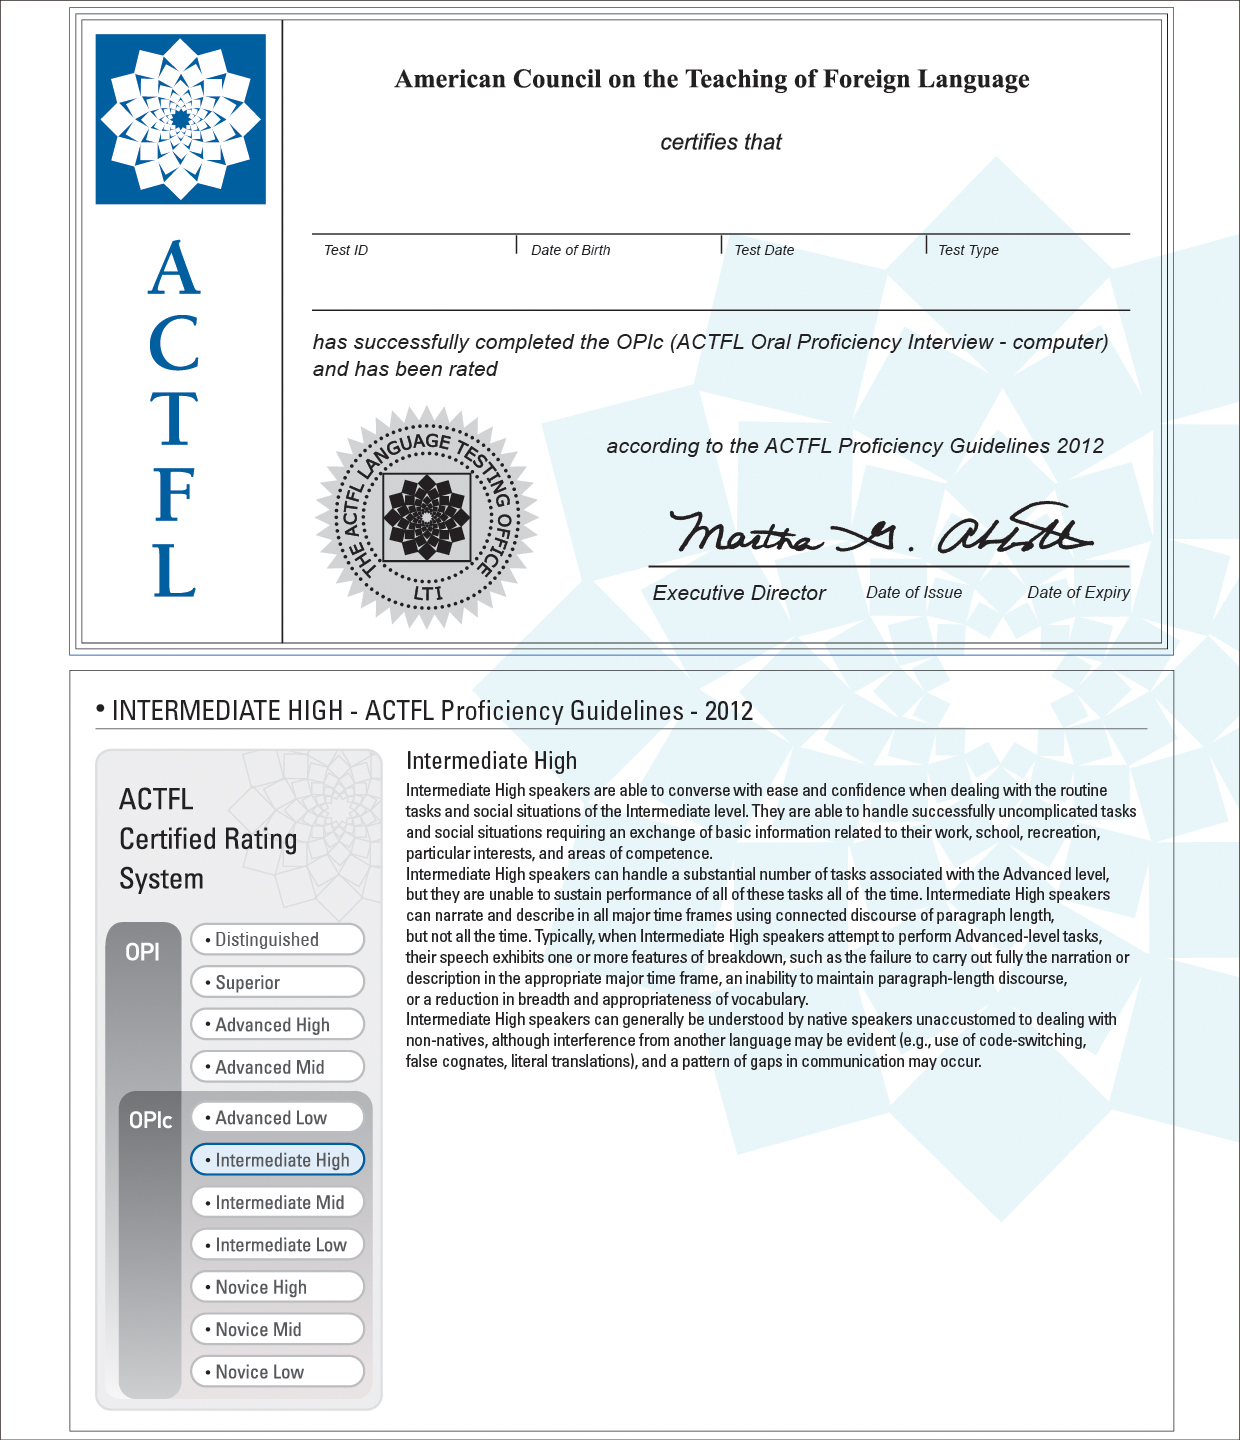 American Council on the Teaching of Foreign Language
certifies that
Test ID
Date of Birth
Test Date
Test Type
has successfully completed the OPIc (ACTFL Oral Proficiency Interview - computer)
and has been rated
according to the ACTFL Proficiency Guidelines 2012
Martha G. Abbott
Executive Director
Date of Issue
Date of Expiry
THE ACTFL LANGUAGE TESTING OFFICE
LTI
A
C
T
F
L
• INTERMEDIATE HIGH - ACTFL Proficiency Guidelines - 2012
ACTFL
Certified Rating
System
OPI
• Distinguished
• Superior
• Advanced High
• Advanced Mid
OPIc
• Advanced Low
• Intermediate High
• Intermediate Mid
• Intermediate Low
• Novice High
• Novice Mid
• Novice Low
Intermediate High
Intermediate High speakers are able to converse with ease and confidence when dealing with the routine
tasks and social situations of the Intermediate level. They are able to handle successfully uncomplicated tasks
and social situations requiring an exchange of basic information related to their work, school, recreation,
particular interests, and areas of competence.
Intermediate High speakers can handle a substantial number of tasks associated with the Advanced level,
but they are unable to sustain performance of all of these tasks all of the time. Intermediate High speakers
can narrate and describe in all major time frames using connected discourse of paragraph length,
but not all the time. Typically, when Intermediate High speakers attempt to perform Advanced-level tasks,
their speech exhibits one or more features of breakdown, such as the failure to carry out fully the narration or
description in the appropriate major time frame, an inability to maintain paragraph-length discourse,
or a reduction in breadth and appropriateness of vocabulary.
Intermediate High speakers can generally be understood by native speakers unaccustomed to dealing with
non-natives, although interference from another language may be evident (e.g., use of code-switching,
false cognates, literal translations), and a pattern of gaps in communication may occur.